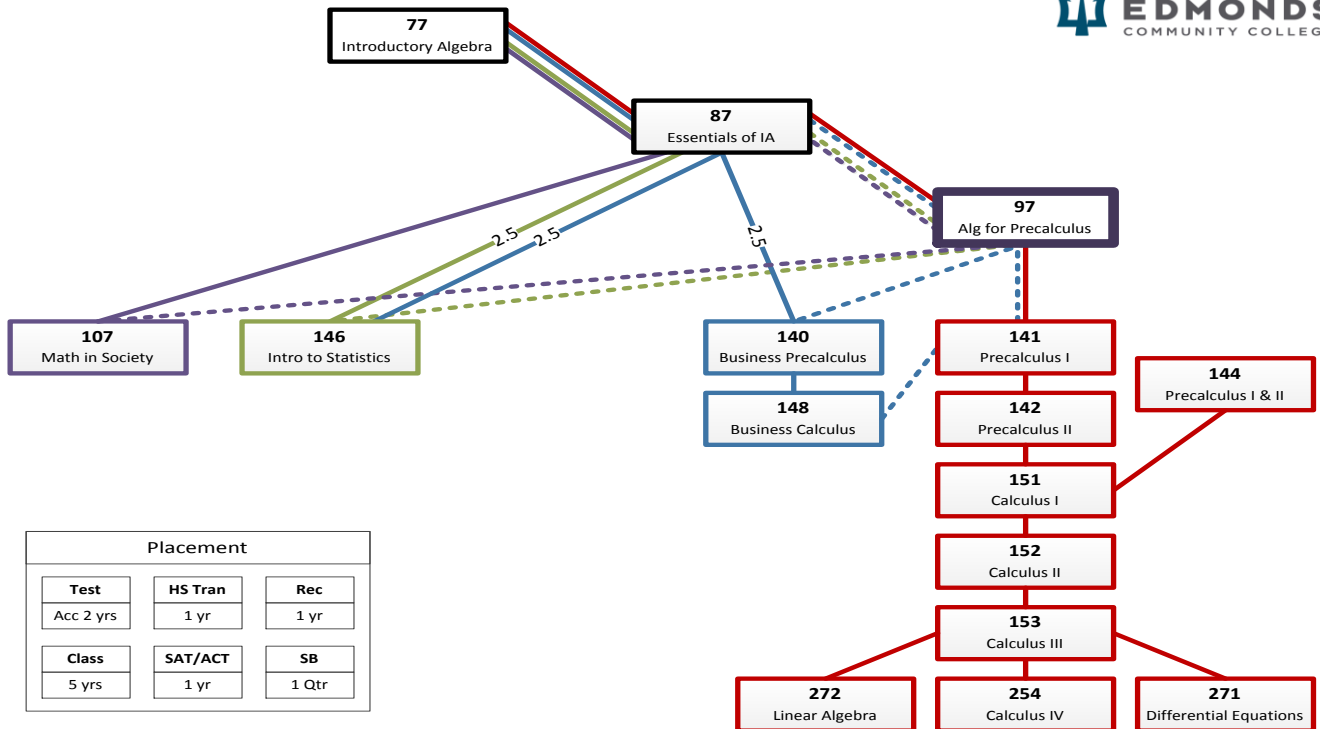 EDMONDS
COMMUNITY COLLEG
77
Introductory Algebra
87
Essentials of IA
97
Alg for Precalculus
2.5
2.5
2.5
107
Math in Society
146
Intro to Statistics
140
Business Precalculus
141
Precalculus I
144
Precalculus I & II
148
Business Calculus
142
Precalculus II
151
Calculus I
152
Calculus II
153
Calculus III
272
Linear Algebra
254
Calculus IV
271
Differential Equations
Placement
Test
Acc 2 yrs
HS Tran
1 yr
Rec
1 yr
Class
5 yrs
SAT/ACT
1 yr
SB
1 Qtr